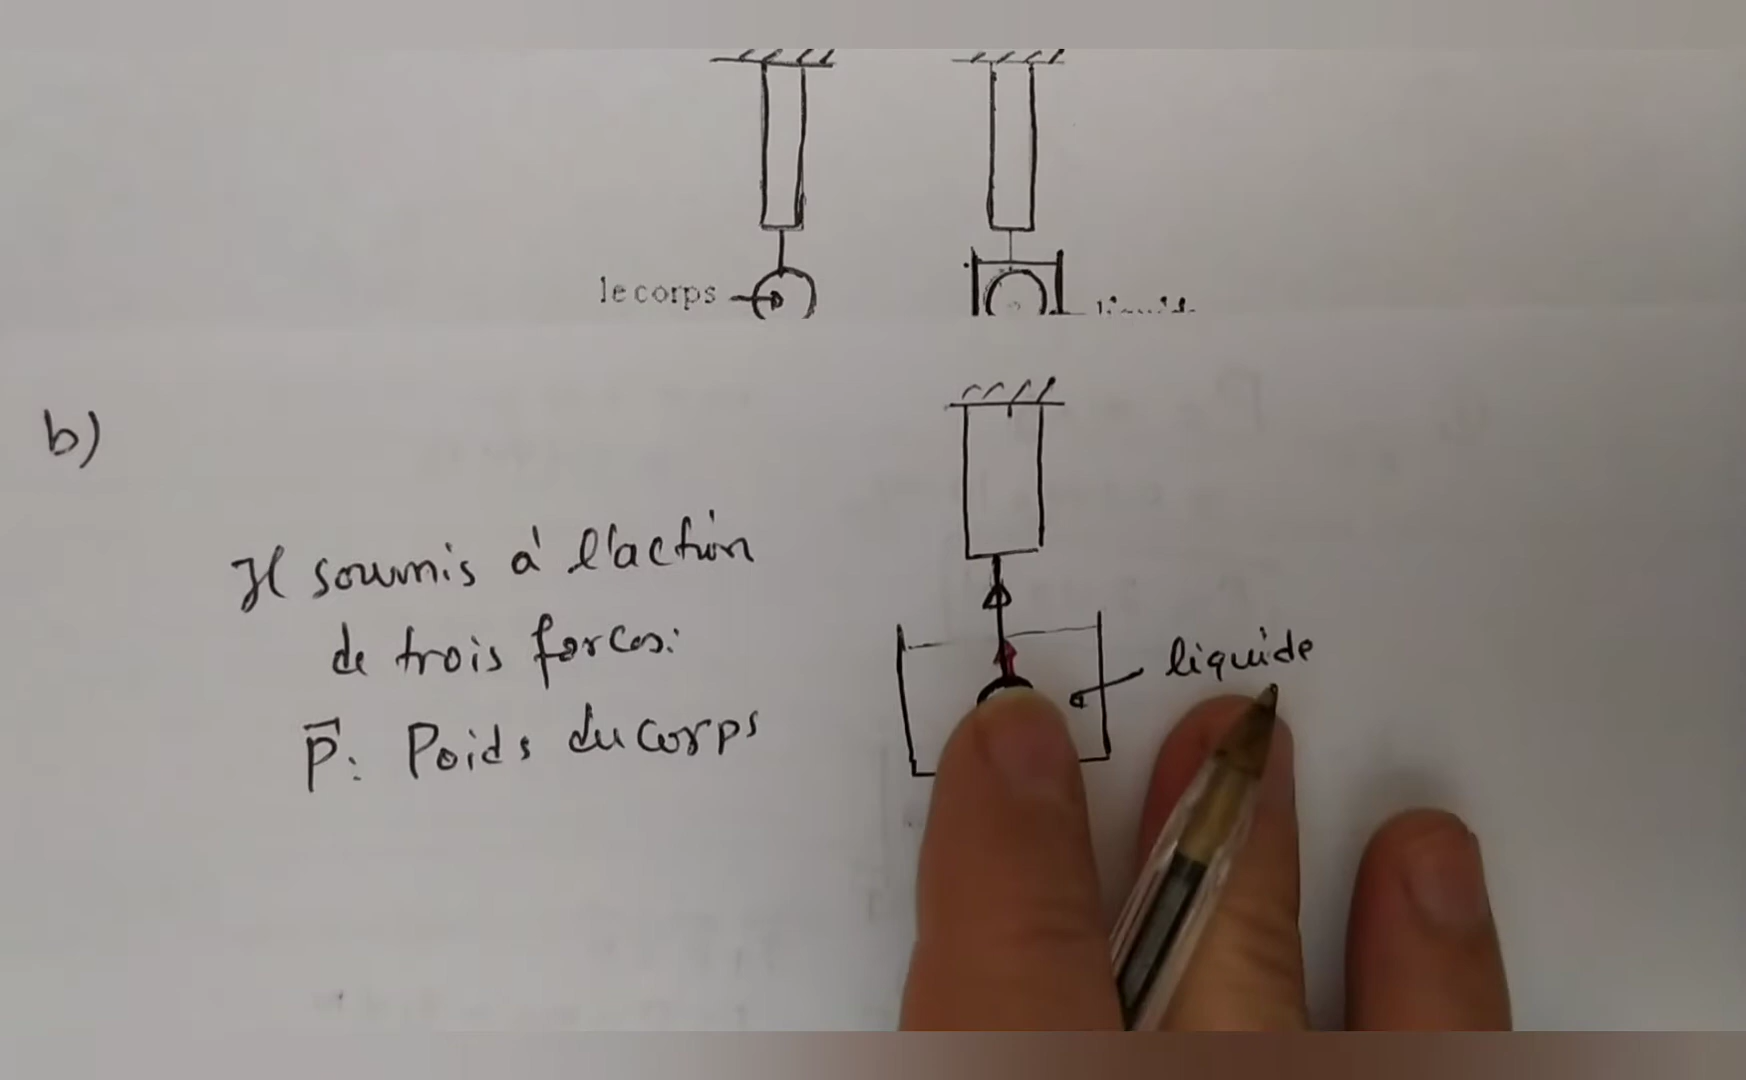 le corps
b)
Il soumis à l'action
de trois forces:
liquide
P⃗: Poids du corps